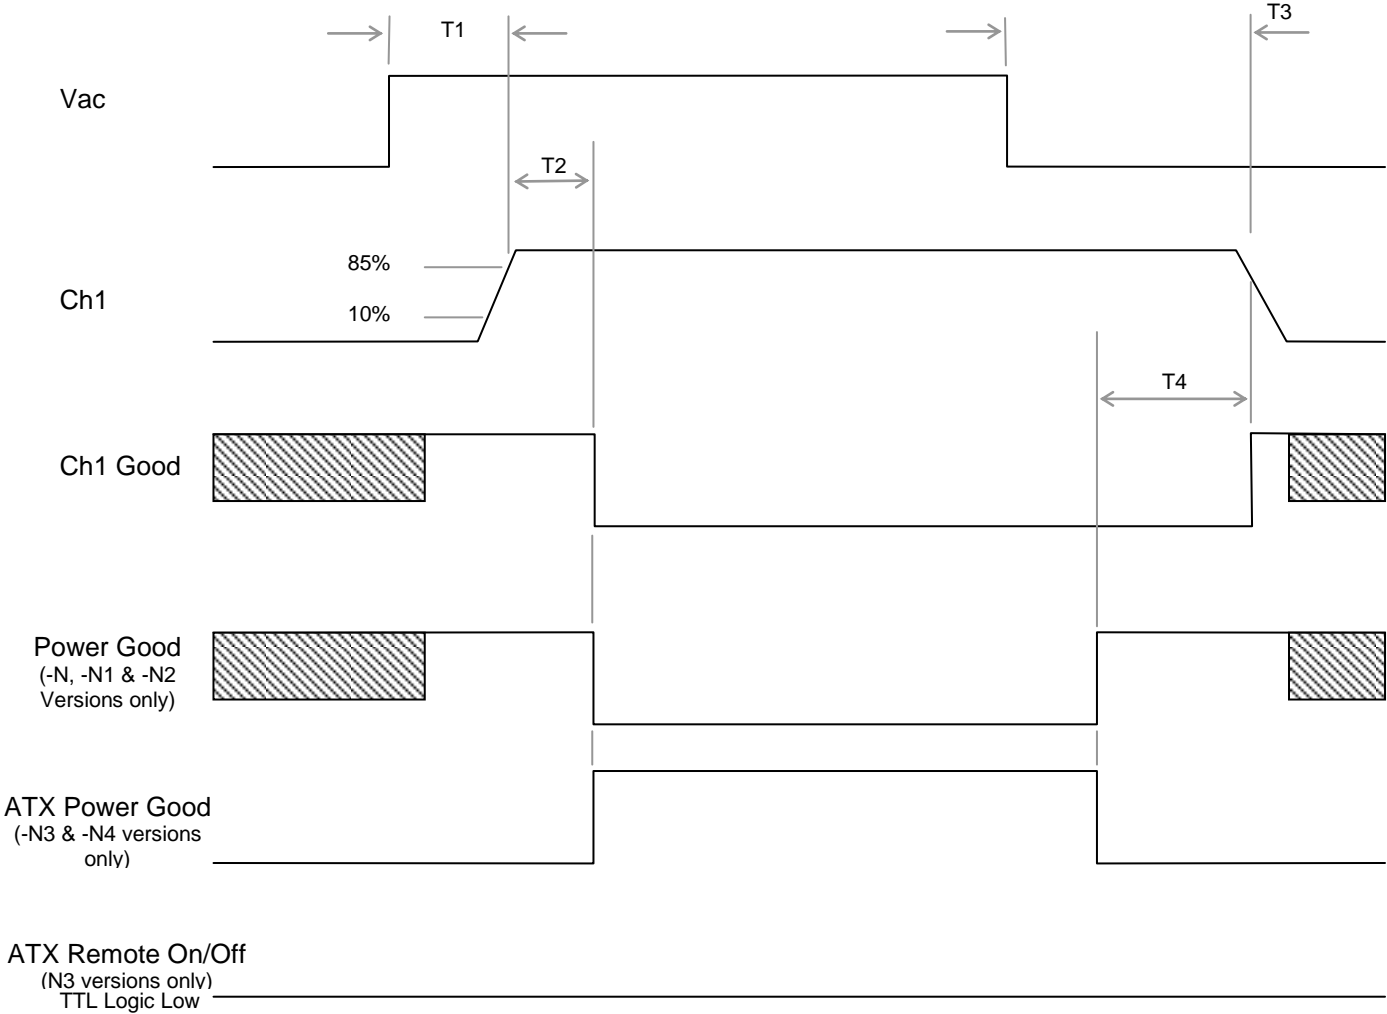 T1
T3
Vac
T2
85%
Ch1
10%
T4
Ch1 Good
Power Good
(-N, -N1 & -N2
Versions only)
ATX Power Good
(-N3 & -N4 versions
only)
ATX Remote On/Off
(N3 versions only)
TTL Logic Low